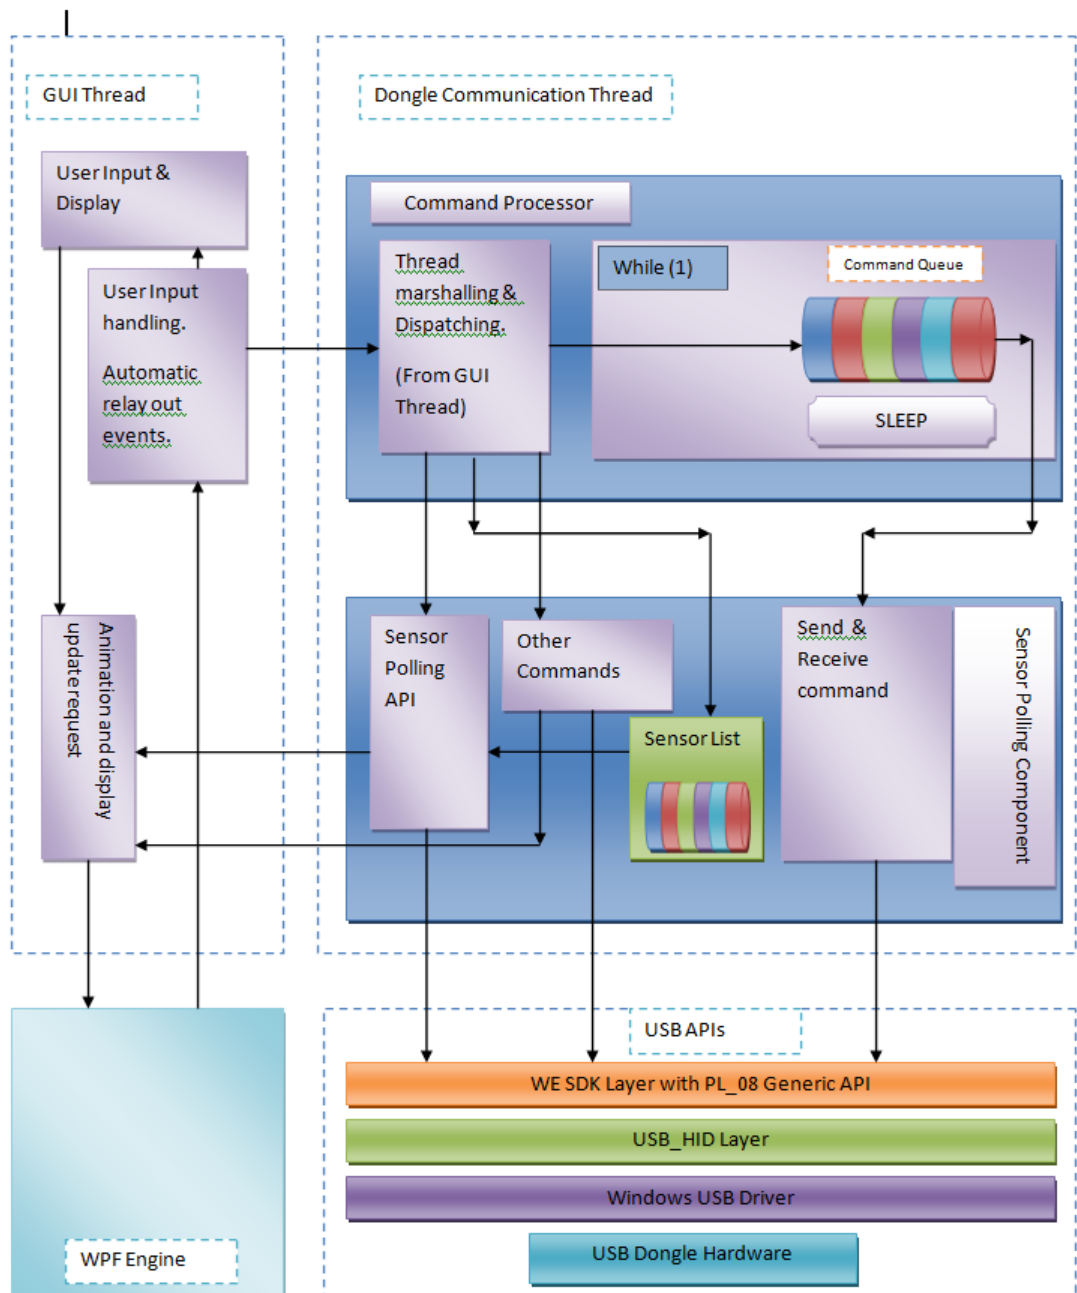 GUI Thread
Dongle Communication Thread
User Input &
Display
Command Processor
User Input
handling.
Automatic
relay out
events.
Thread
marshalling &
Dispatching.
(From GUI
Thread)
While (1)
Command Queue
SLEEP
Animation and display
update request
Sensor
Polling
API
Other
Commands
Sensor List
Send &
Receive
command
Sensor Polling Component
USB APIs
WE SDK Layer with PL_08 Generic API
USB_HID Layer
Windows USB Driver
USB Dongle Hardware
WPF Engine